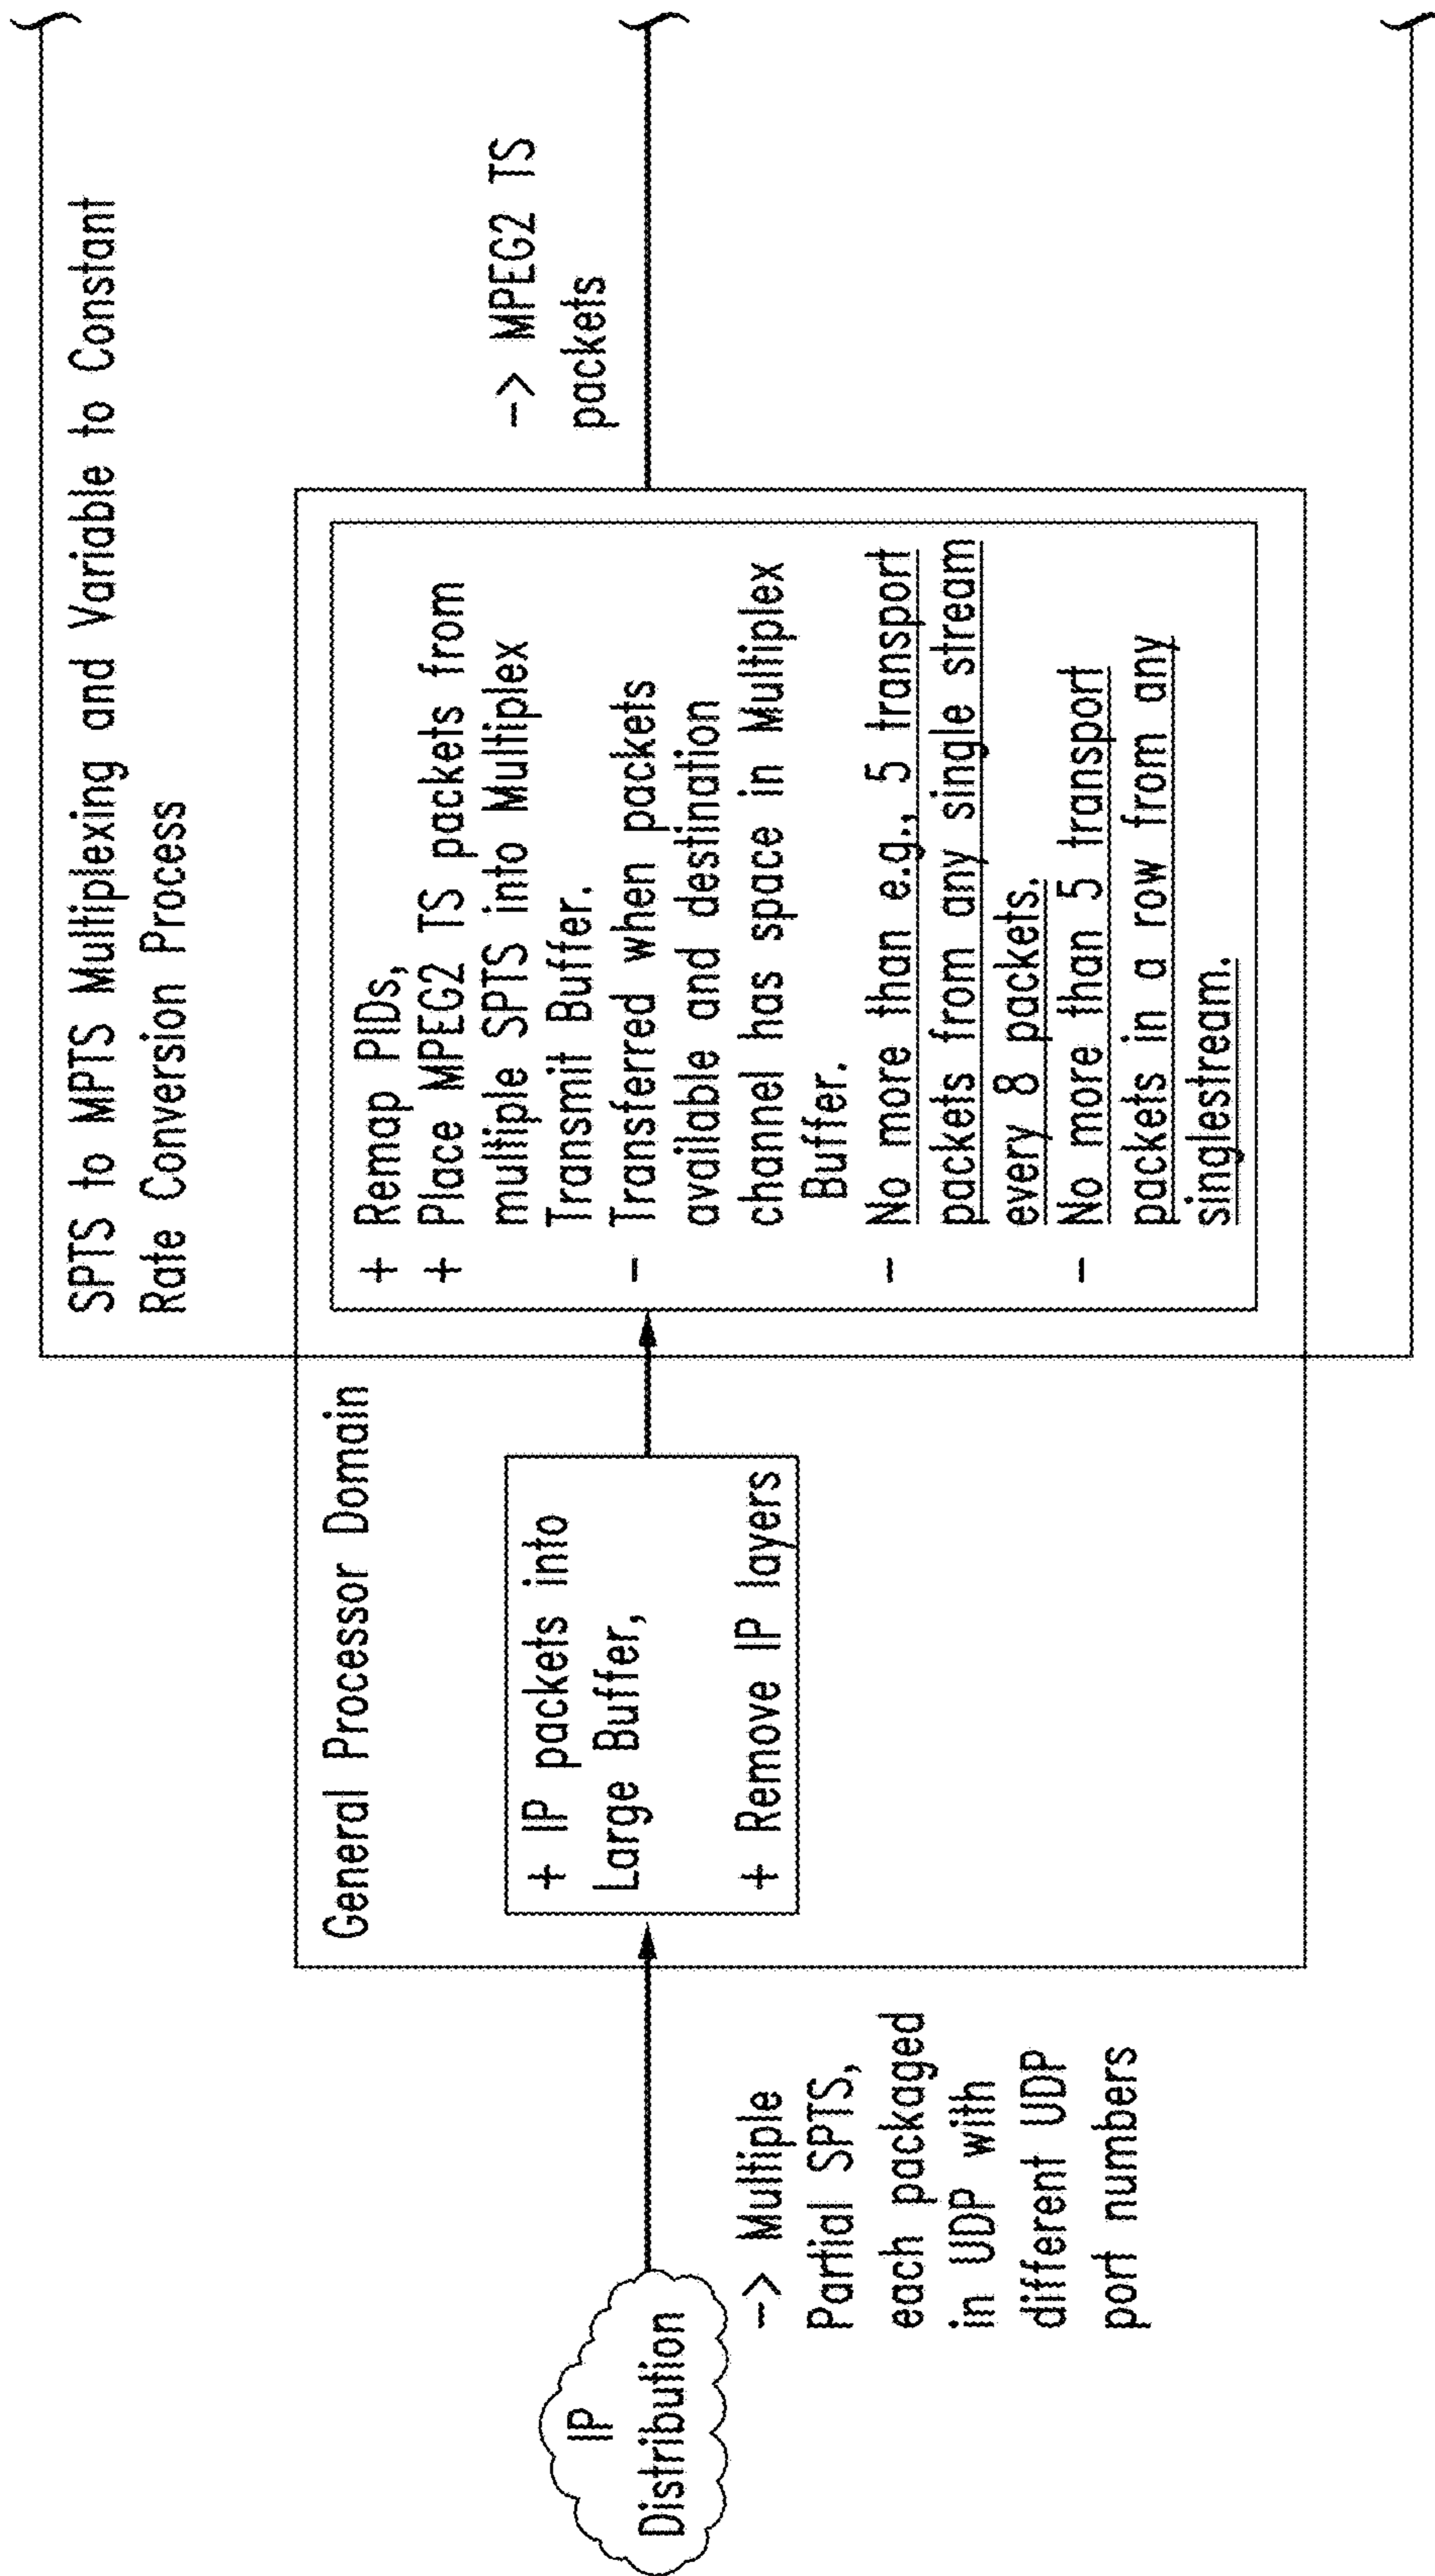 SPTS to MPTS Multiplexing and Variable to Constant
Rate Conversion Process
General Processor Domain
IP
Distribution
-> Multiple
Partial SPTS,
each packaged
in UDP with
different UDP
port numbers
+ IP packets into
Large Buffer,
+ Remove IP layers
+ Remap PIDs,
+ Place MPEG2 TS packets from
multiple SPTS into Multiplex
Transmit Buffer.
- Transferred when packets
available and destination
channel has space in Multiplex
Buffer.
- No more than e.g., 5 transport
packets from any single stream
every 8 packets.
- No more than 5 transport
packets in a row from any
singlestream.
-> MPEG2 TS
packets